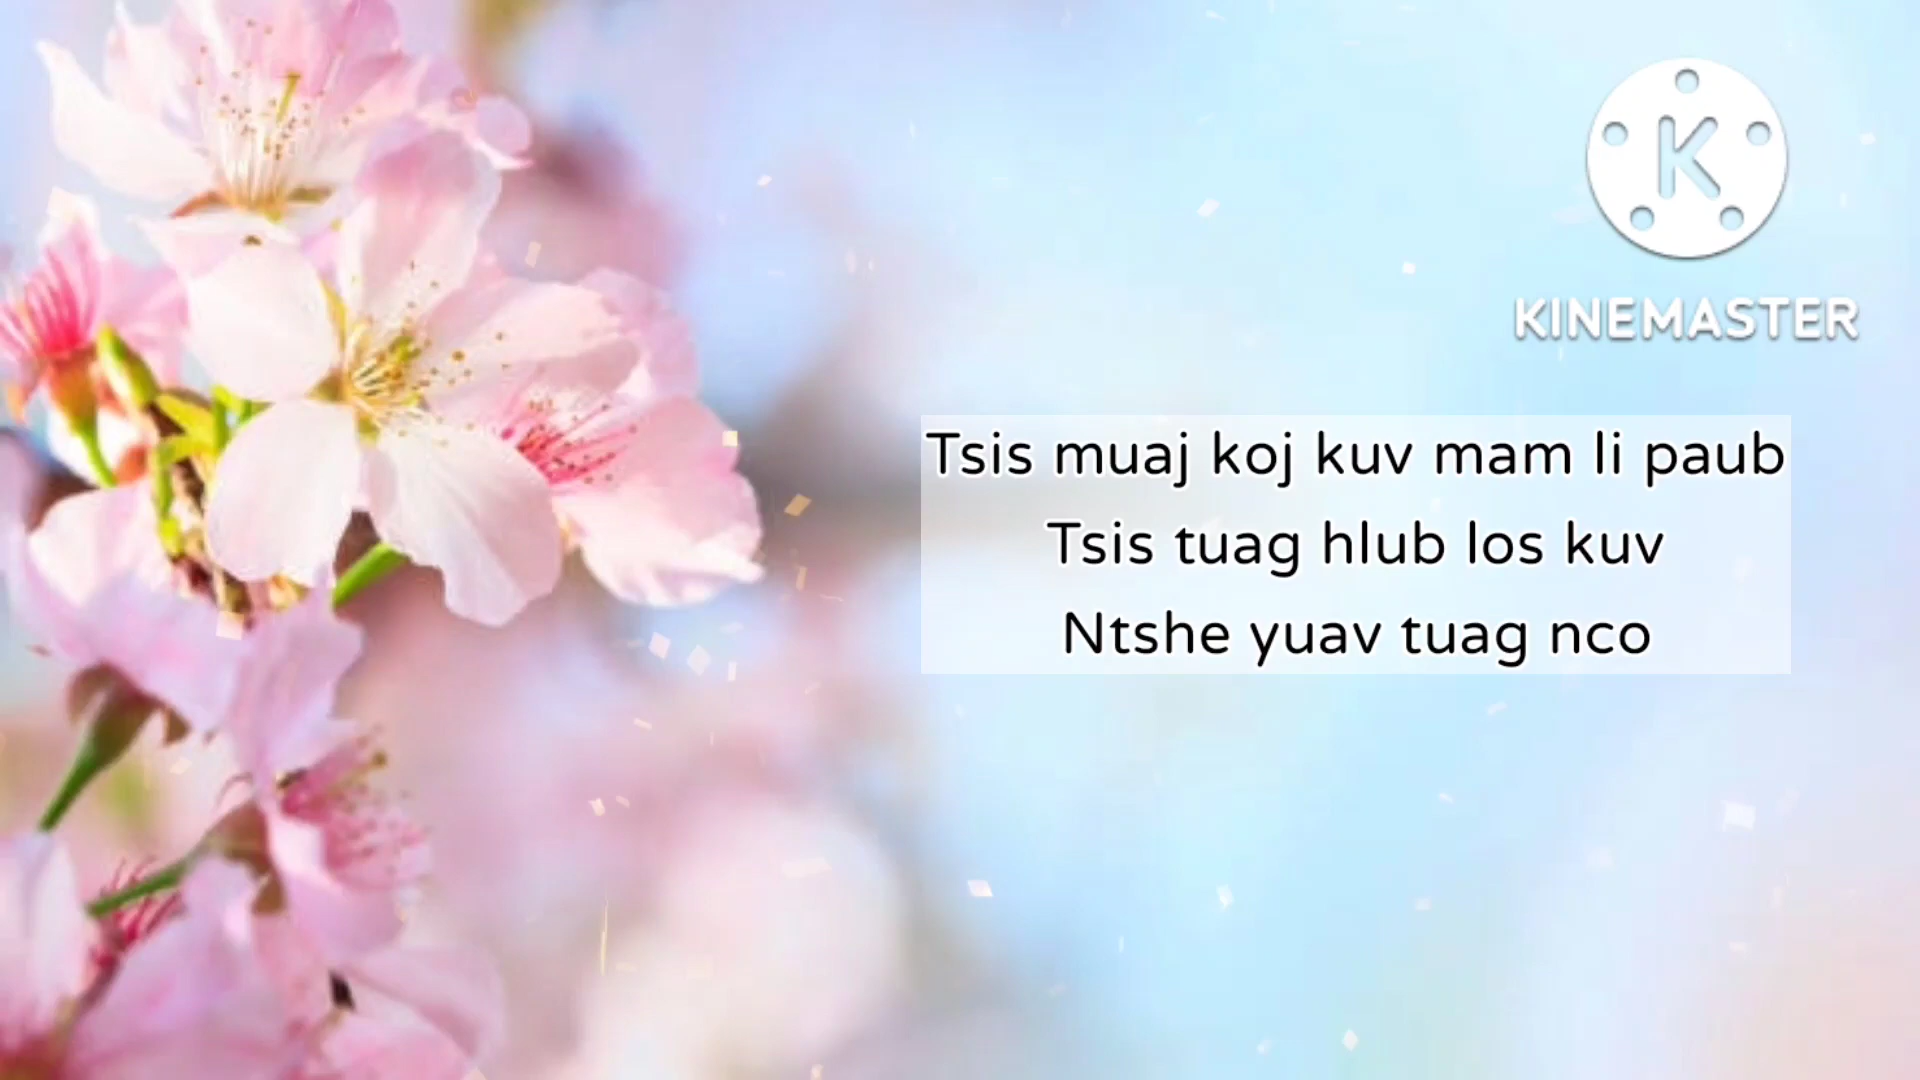 KINEMASTER
Tsis muaj koj kuv mam li paub
Tsis tuag hlub los kuv
Ntshe yuav tuag nco